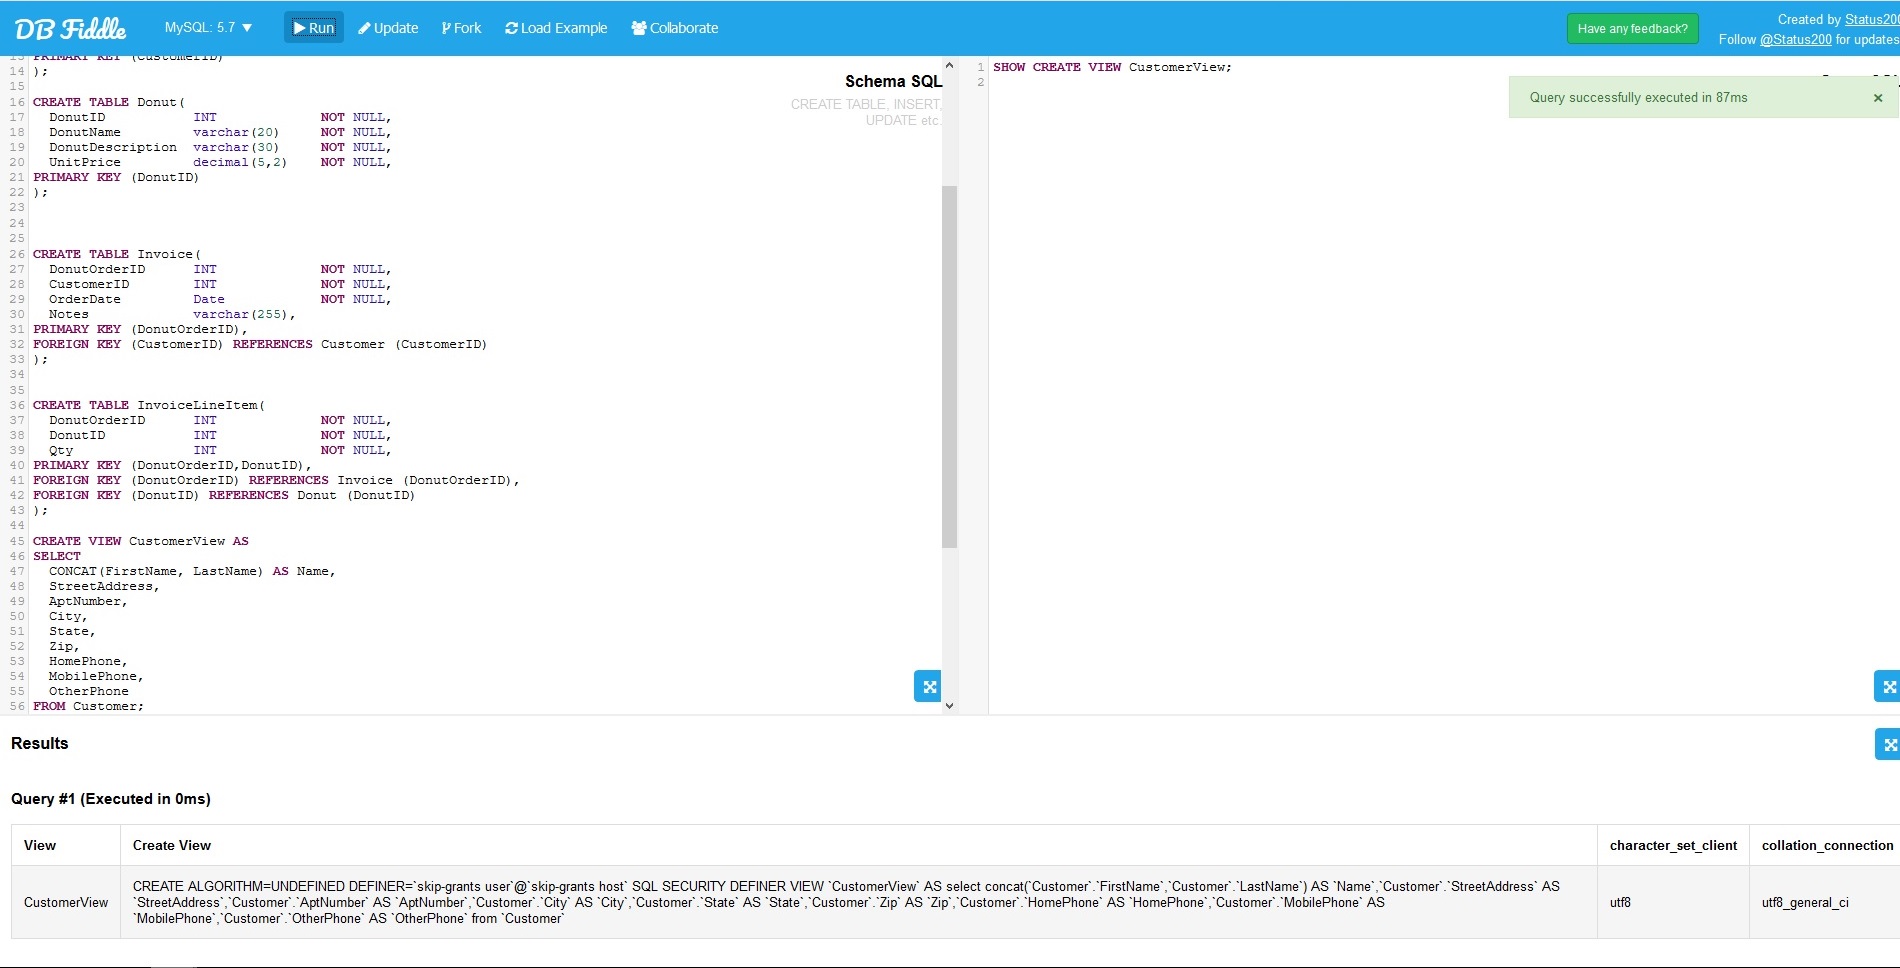 DB Fiddle
MySQL: 5.7 ▼
Run
Update
Fork
Load Example
Collaborate
Have any feedback?
Created by Status200
Follow @Status200 for updates
13 PRIMARY KEY (CustomerID)
14 );
15
16 CREATE TABLE Donut(
17   DonutID           INT             NOT NULL,
18   DonutName         varchar(20)     NOT NULL,
19   DonutDescription  varchar(30)     NOT NULL,
20   UnitPrice         decimal(5,2)    NOT NULL,
21 PRIMARY KEY (DonutID)
22 );
23
24
25
26 CREATE TABLE Invoice(
27   DonutOrderID      INT             NOT NULL,
28   CustomerID        INT             NOT NULL,
29   OrderDate         Date            NOT NULL,
30   Notes             varchar(255),
31 PRIMARY KEY (DonutOrderID),
32 FOREIGN KEY (CustomerID) REFERENCES Customer (CustomerID)
33 );
34
35
36 CREATE TABLE InvoiceLineItem(
37   DonutOrderID      INT             NOT NULL,
38   DonutID           INT             NOT NULL,
39   Qty               INT             NOT NULL,
40 PRIMARY KEY (DonutOrderID,DonutID),
41 FOREIGN KEY (DonutOrderID) REFERENCES Invoice (DonutOrderID),
42 FOREIGN KEY (DonutID) REFERENCES Donut (DonutID)
43 );
44
45 CREATE VIEW CustomerView AS
46 SELECT
47   CONCAT(FirstName, LastName) AS Name,
48   StreetAddress,
49   AptNumber,
50   City,
51   State,
52   Zip,
53   HomePhone,
54   MobilePhone,
55   OtherPhone
56 FROM Customer;
Schema SQL
CREATE TABLE, INSERT,
UPDATE etc.
1 SHOW CREATE VIEW CustomerView;
2
Query successfully executed in 87ms ×
Results
Query #1 (Executed in 0ms)
View Create View character_set_client collation_connection
CustomerView
CREATE ALGORITHM=UNDEFINED DEFINER=`skip-grants user`@`skip-grants host` SQL SECURITY DEFINER VIEW `CustomerView` AS select concat(`Customer`.`FirstName`,`Customer`.`LastName`) AS `Name`,`Customer`.`StreetAddress` AS
`StreetAddress`,`Customer`.`AptNumber` AS `AptNumber`,`Customer`.`City` AS `City`,`Customer`.`State` AS `State`,`Customer`.`Zip` AS `Zip`,`Customer`.`HomePhone` AS `HomePhone`,`Customer`.`MobilePhone` AS
`MobilePhone`,`Customer`.`OtherPhone` AS `OtherPhone` from `Customer`
utf8
utf8_general_ci